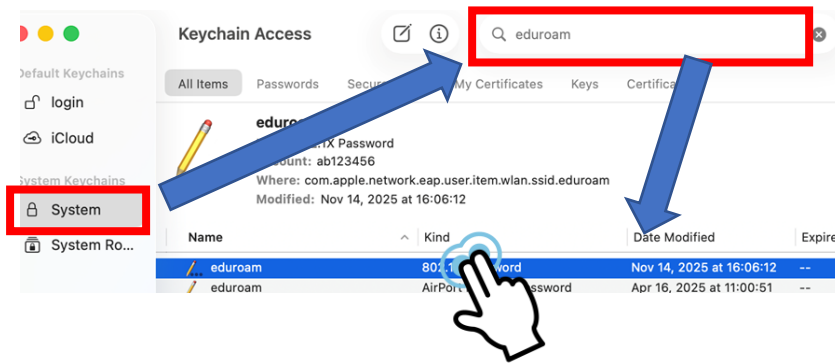 Keychain Access
eduroam
Default Keychains
login
iCloud
System Keychains
System
System Ro...
All Items Passwords My Certificates Keys
Password
ab123456
Where: com.apple.network.eap.user.item.wlan.ssid.eduroam
Modified: Nov 14, 2025 at 16:06:12
Name Kind Date Modified
eduroam Nov 14, 2025 at 16:06:12 --
eduroam Apr 16, 2025 at 11:00:51 --